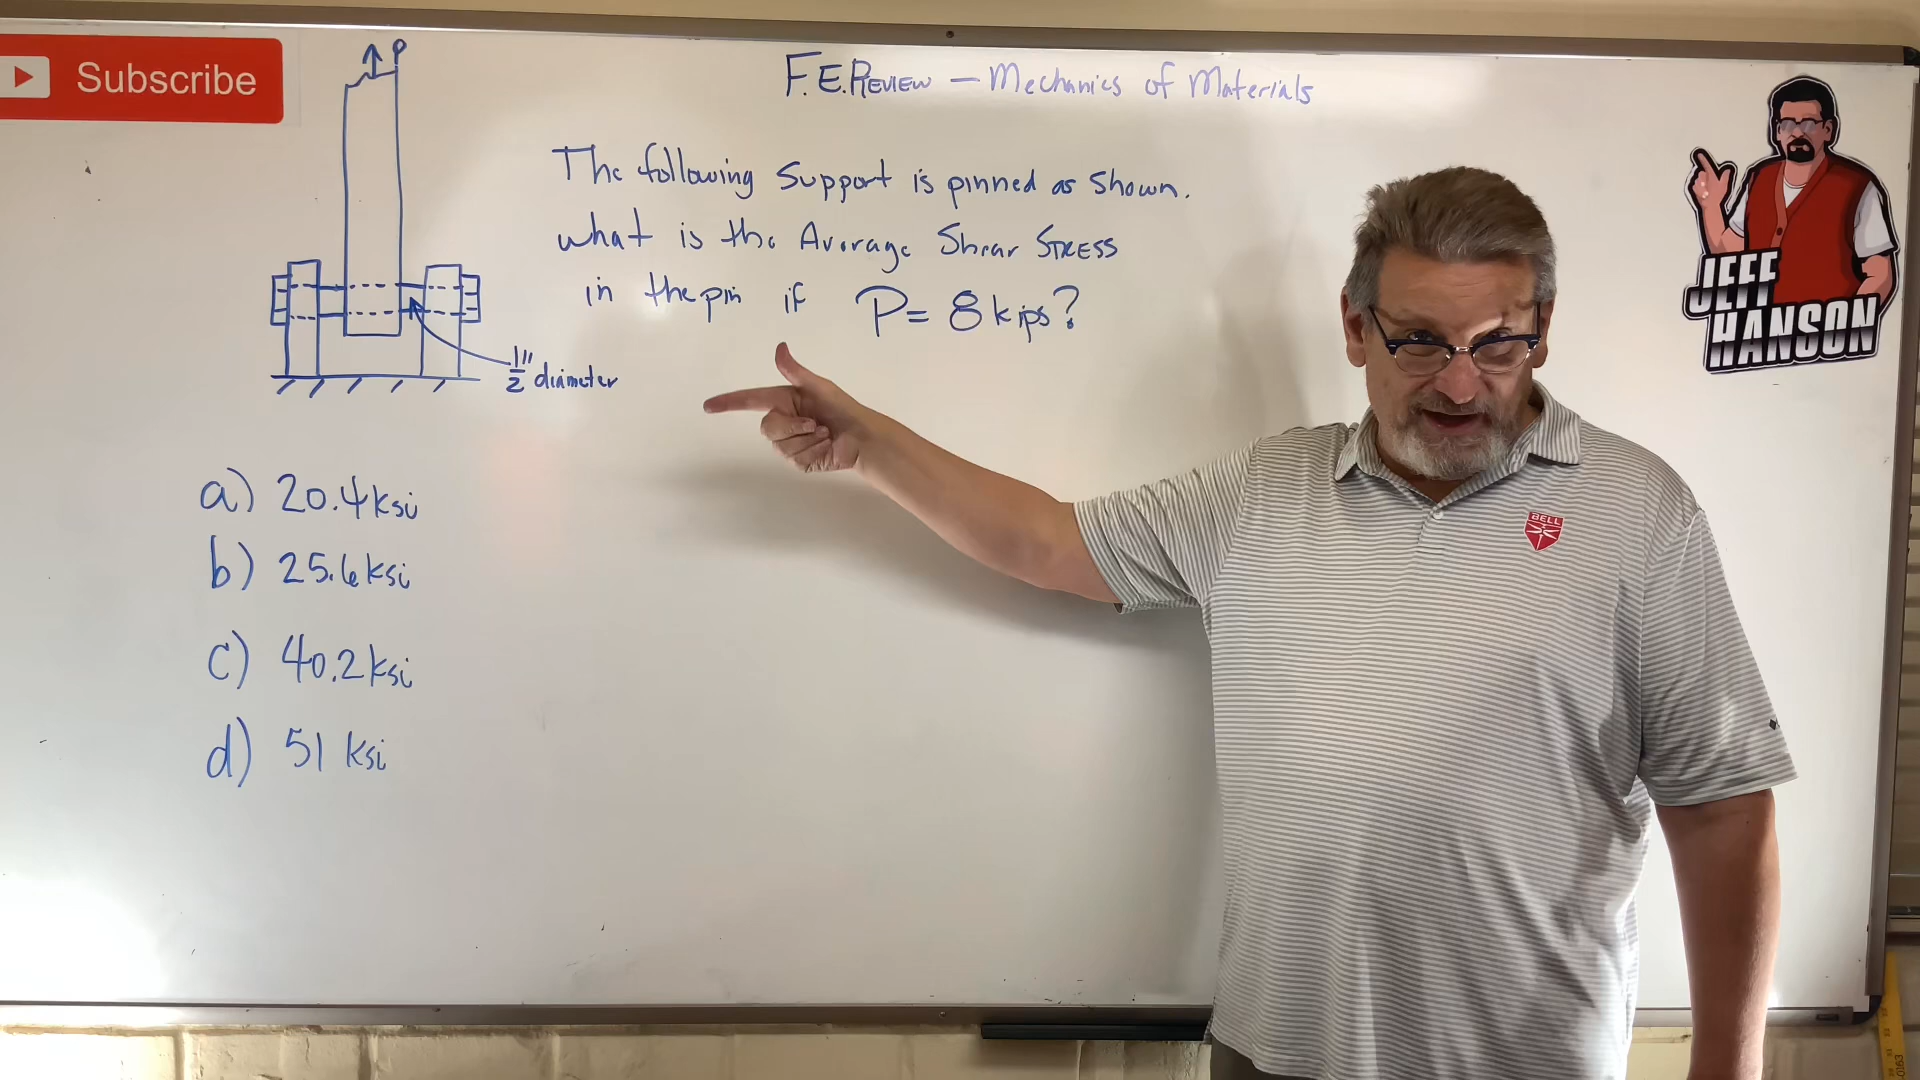 Subscribe
P
F.E. REVIEW — Mechanics of Materials
The following Support is pinned as shown.
What is the Average Shear STRESS
in the pin if P = 8 kips?
1/2" diameter
a) 20.4 ksi
b) 25.6 ksi
c) 40.2 ksi
d) 51 ksi
JEFF
HANSON
BELL